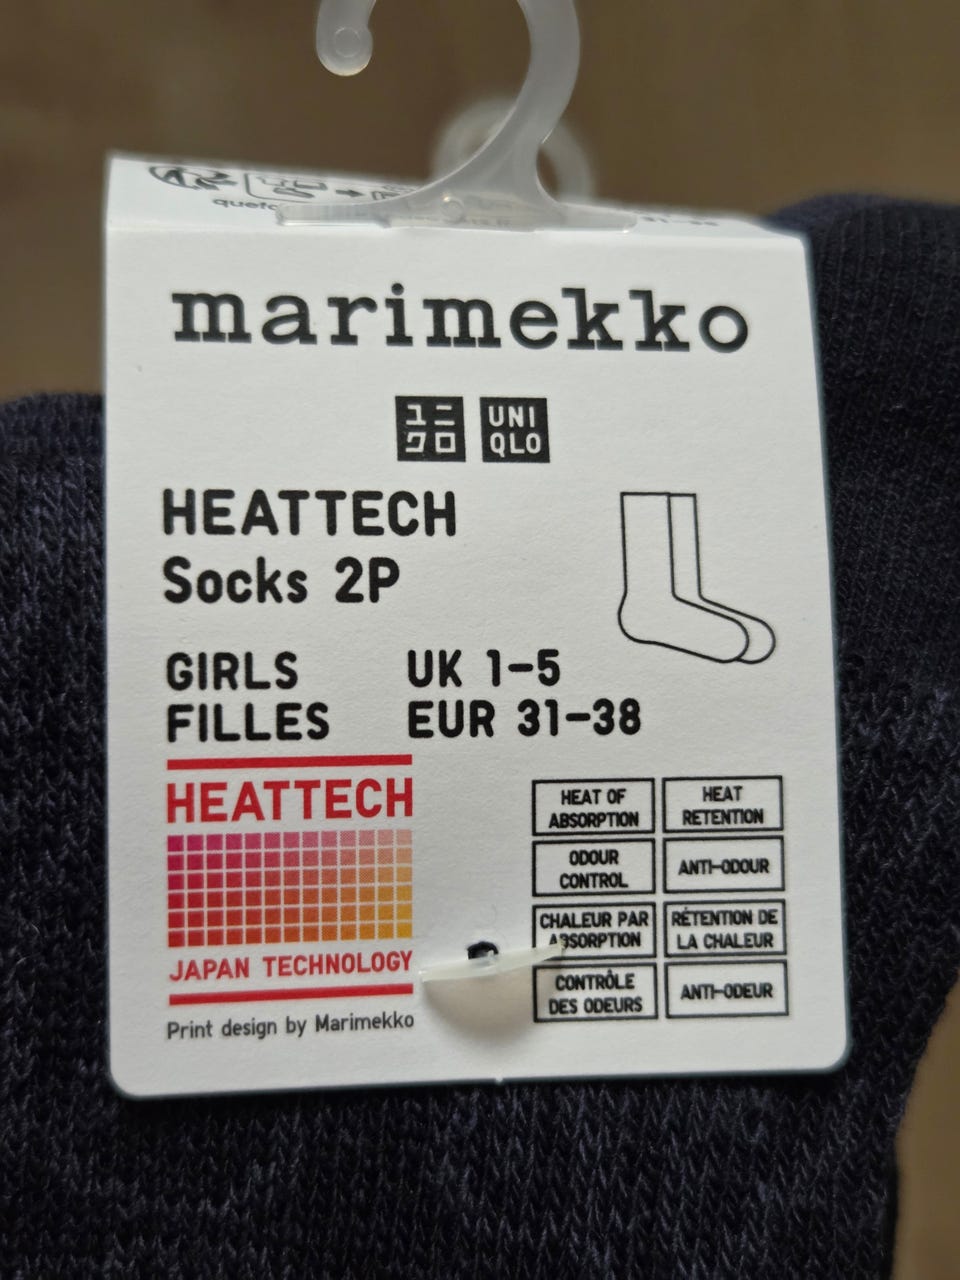 marimekko
ユニ
クロ
UNI
QLO
HEATTECH
Socks 2P
GIRLS UK 1–5
FILLES EUR 31–38
HEATTECH
JAPAN TECHNOLOGY
Print design by Marimekko
HEAT OF
ABSORPTION
HEAT
RETENTION
ODOUR
CONTROL
ANTI-ODOUR
CHALEUR PAR
ABSORPTION
RÉTENTION DE
LA CHALEUR
CONTRÔLE
DES ODEURS
ANTI-ODEUR